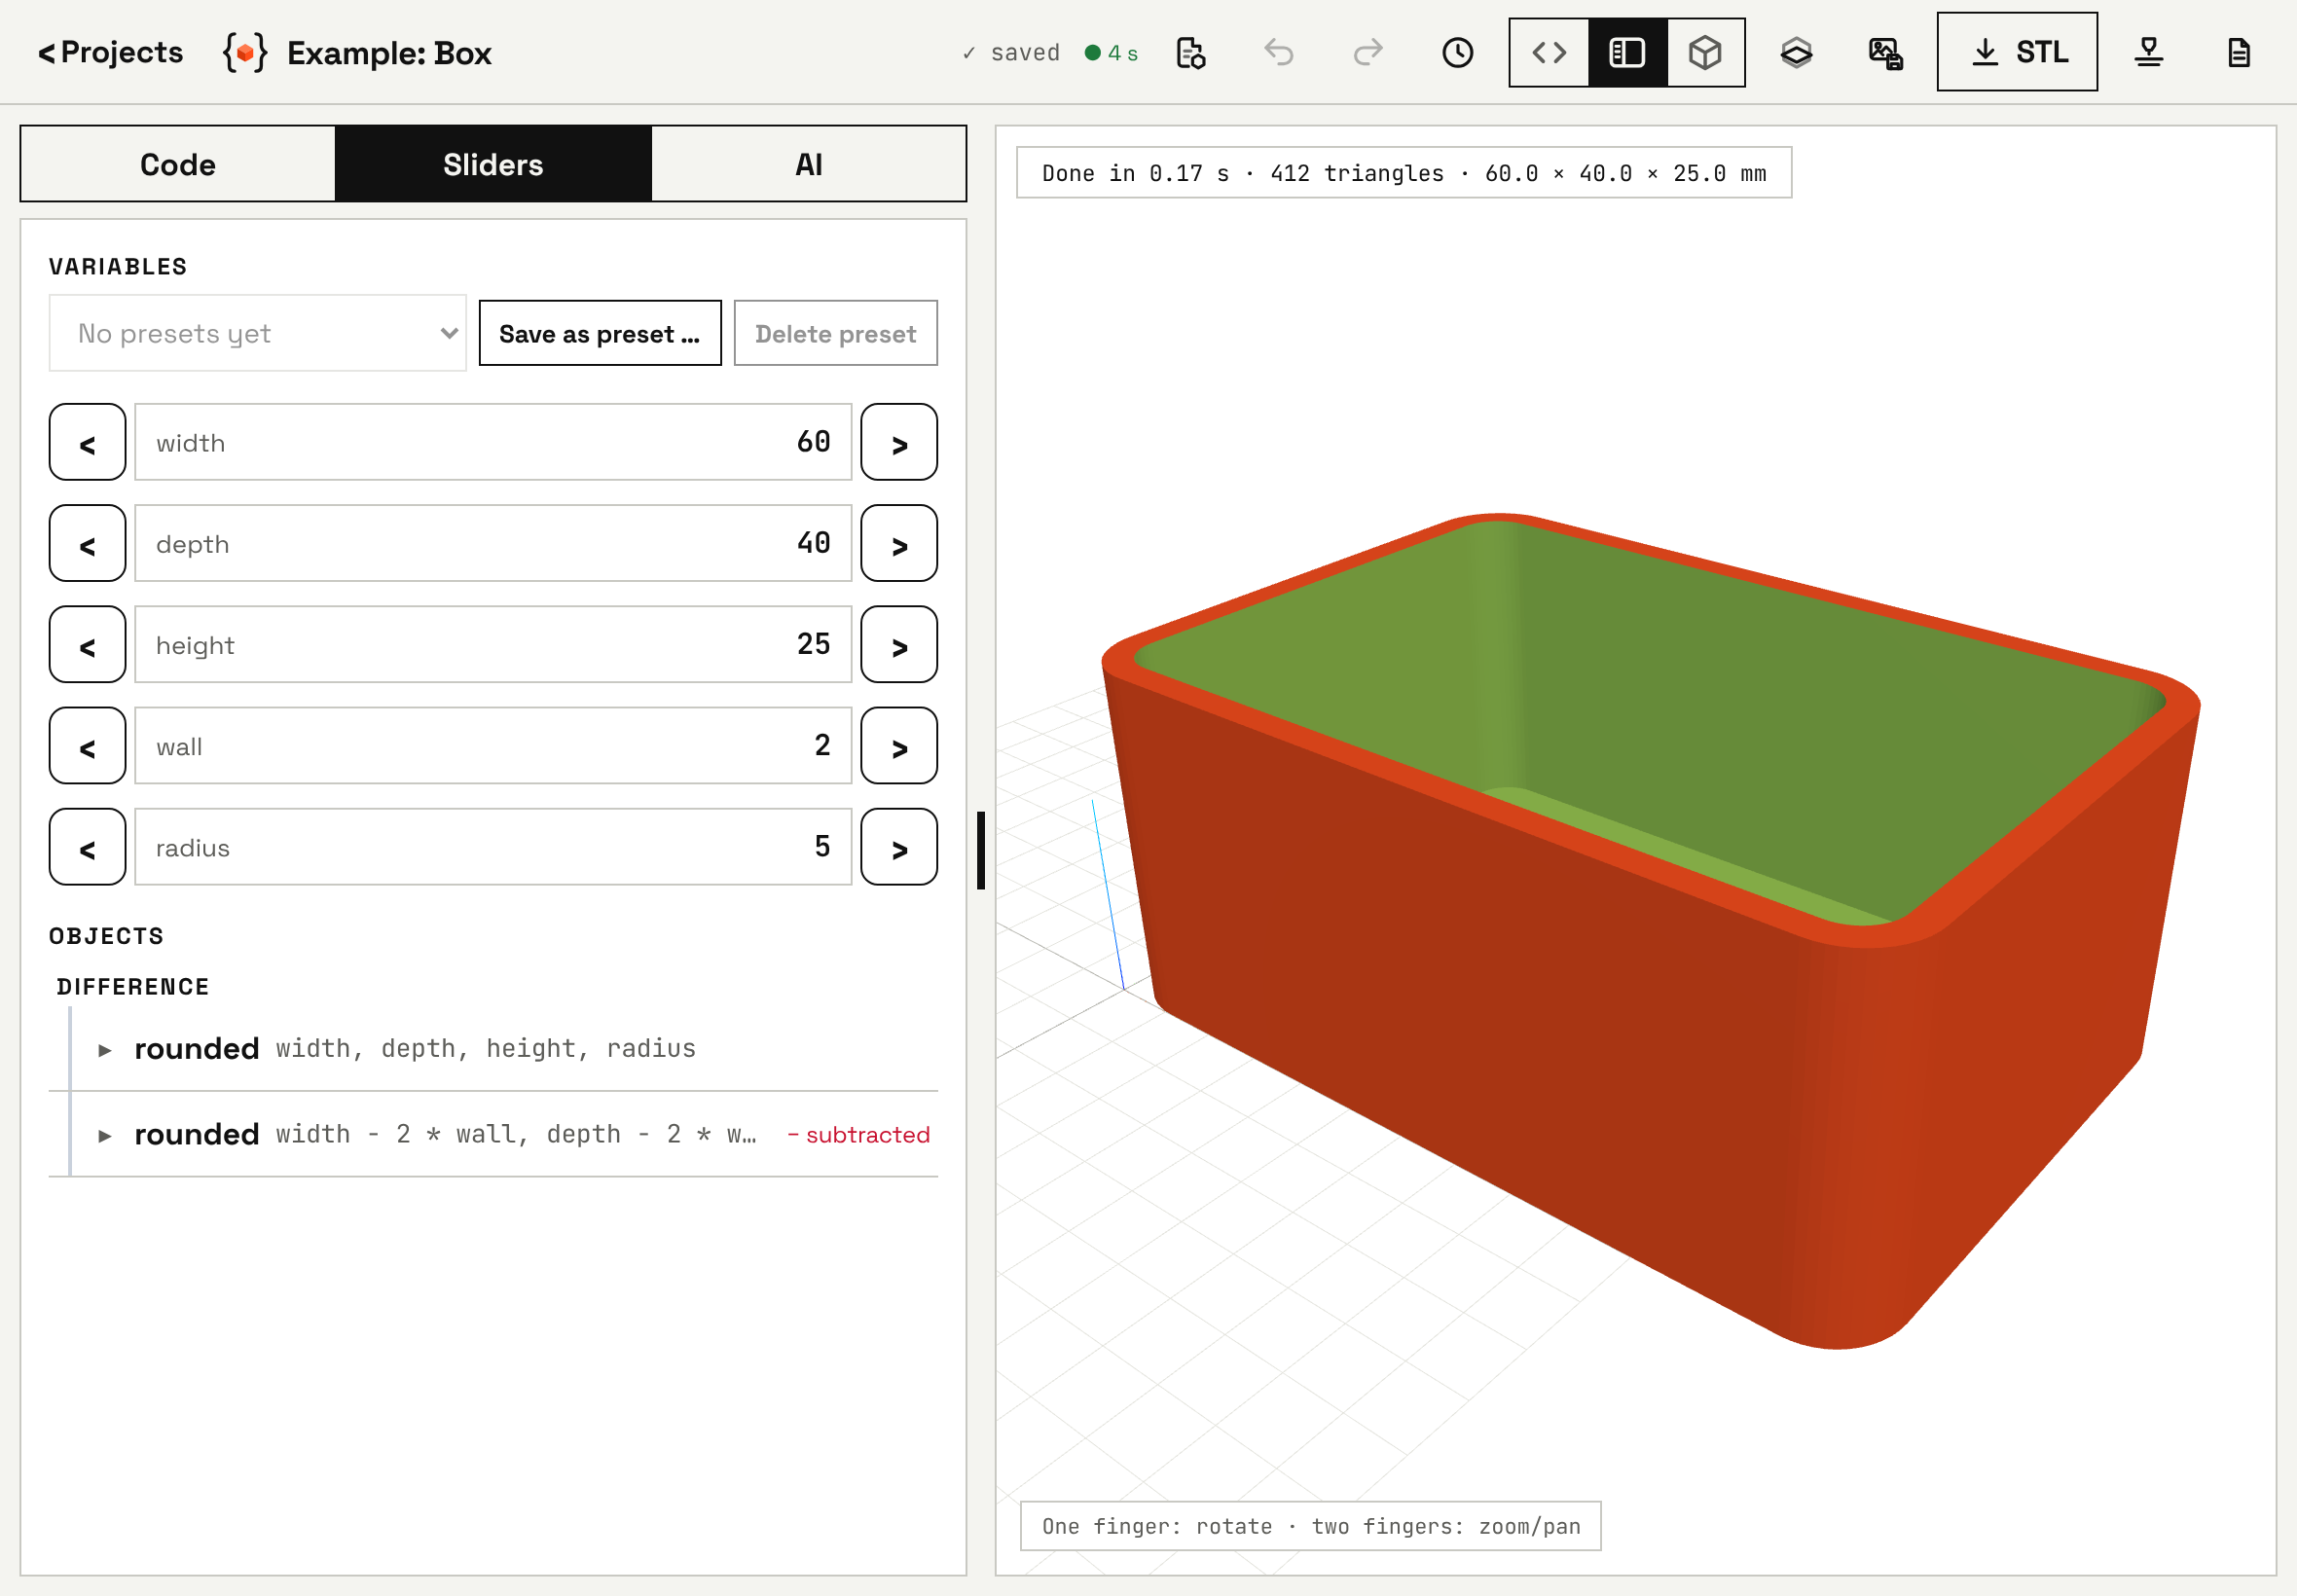 < Projects
Example: Box
✓ saved
4 s
STL
Code
Sliders
AI
VARIABLES
No presets yet
Save as preset ...
Delete preset
< width 60 >
< depth 40 >
< height 25 >
< wall 2 >
< radius 5 >
OBJECTS
DIFFERENCE
▶ rounded width, depth, height, radius
▶ rounded width - 2 * wall, depth - 2 * w… – subtracted
Done in 0.17 s · 412 triangles · 60.0 × 40.0 × 25.0 mm
One finger: rotate · two fingers: zoom/pan